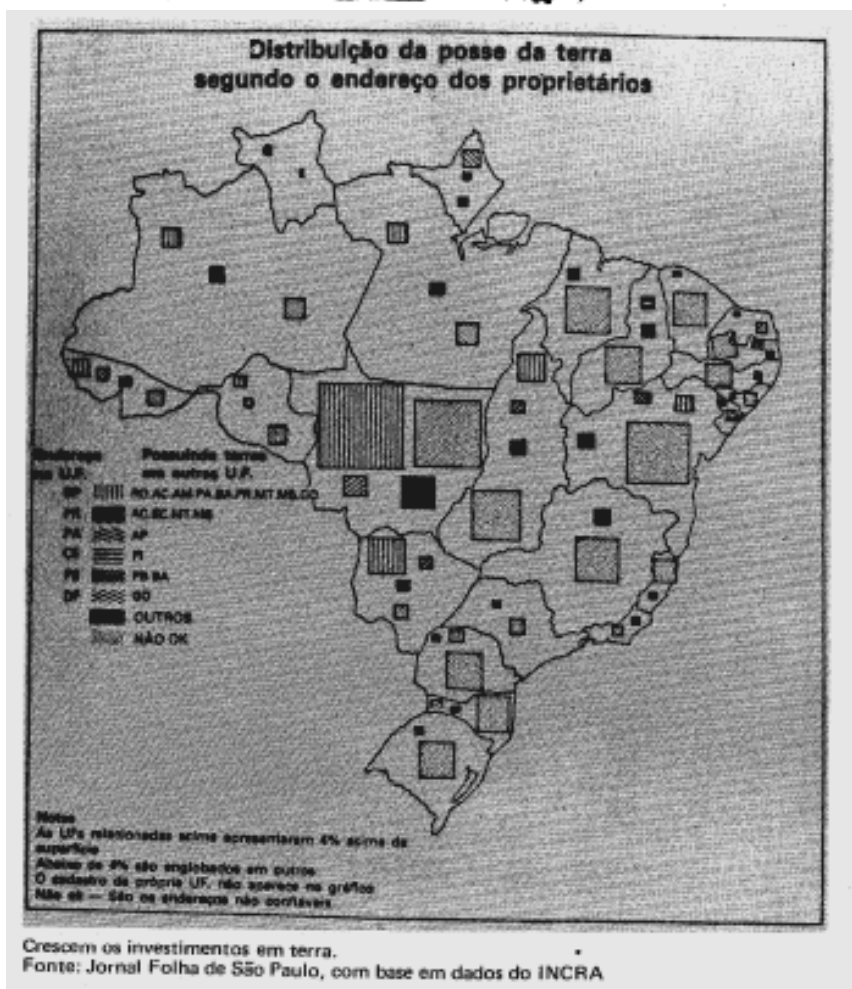 Distribuição da posse da terra
segundo o endereço dos proprietários
Endereço Possuindo terras
em U.F. em outras U.F.
SP RO.AC.AM.PA.BA.PR.MT.MS.GO
PR AC.SC.MT.MS
PA AP
CE PI
PE PB BA
DF GO
OUTROS
NÃO OK
Notas
As UFs relacionadas acima apresentaram 4% acima da
superfície
Abaixo de 4% são englobados em outros
O cadastro da própria UF. não aparece no gráfico
Não ok — São os endereços não confiáveis
Crescem os investimentos em terra.
Fonte: Jornal Folha de São Paulo, com base em dados do INCRA